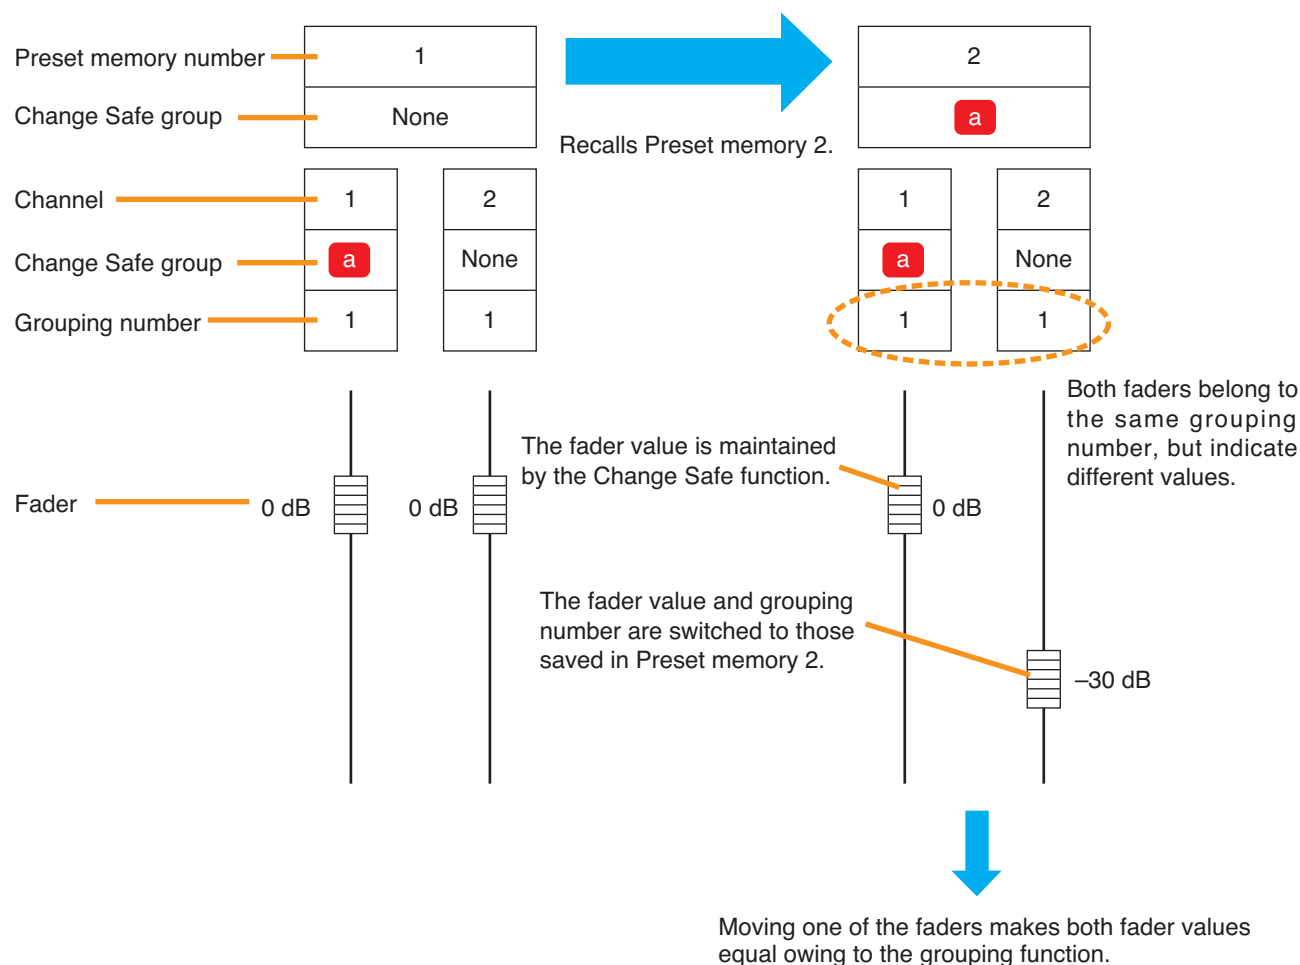 Preset memory number
1
2
Change Safe group
None
a
Recalls Preset memory 2.
Channel
1
2
1
2
Change Safe group
a
None
a
None
Grouping number
1
1
1
1
Both faders belong to
the same grouping
number, but indicate
different values.
The fader value is maintained
by the Change Safe function.
Fader
0 dB
0 dB
0 dB
The fader value and grouping
number are switched to those
saved in Preset memory 2.
–30 dB
Moving one of the faders makes both fader values
equal owing to the grouping function.